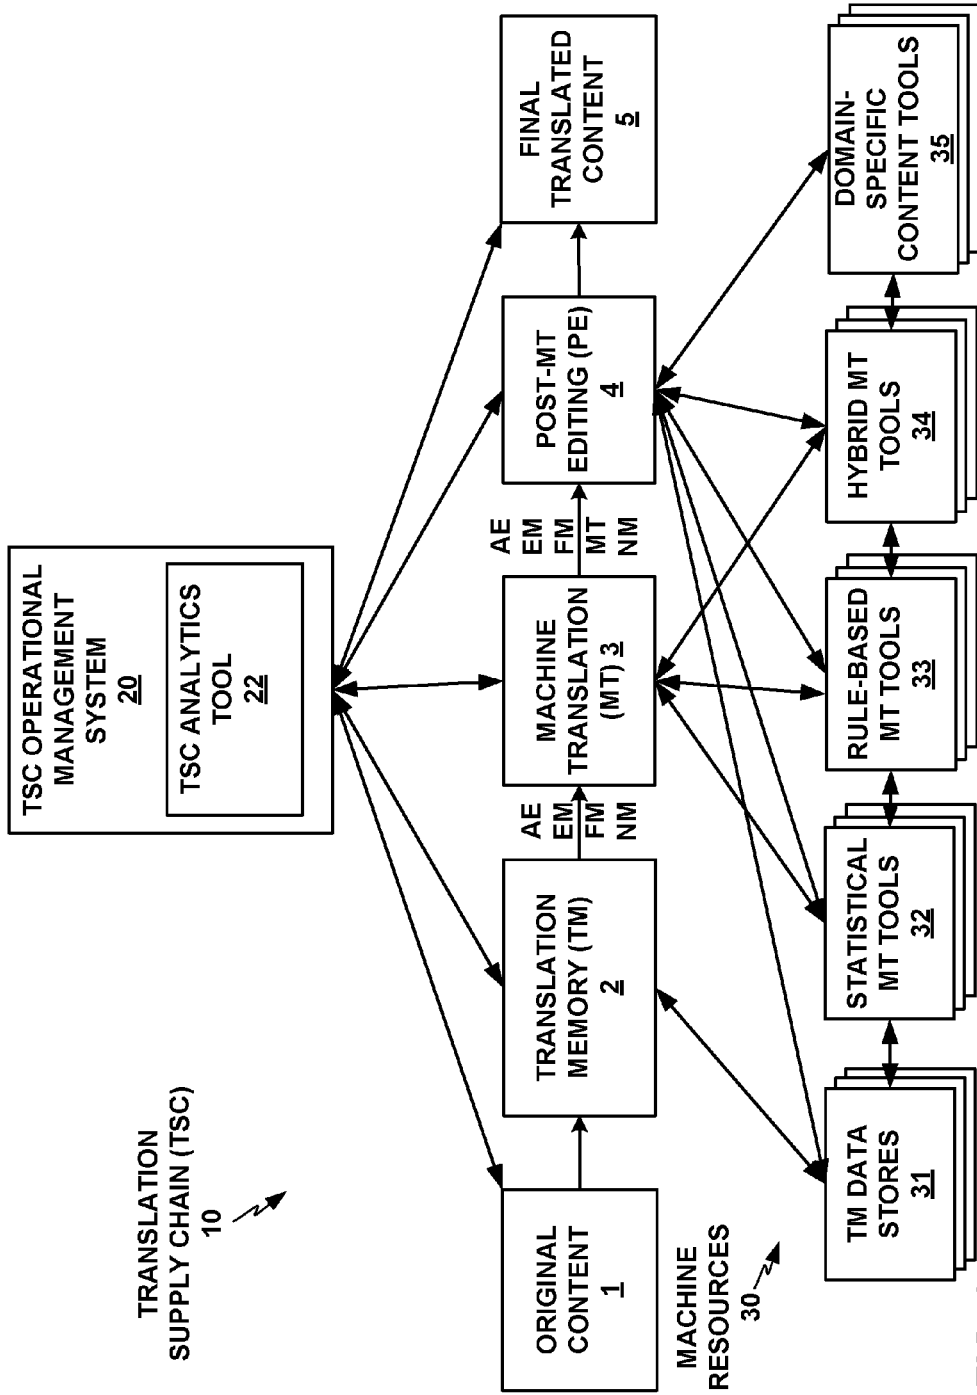 TRANSLATION
SUPPLY CHAIN (TSC)
10
TSC OPERATIONAL
MANAGEMENT
SYSTEM
20
TSC ANALYTICS
TOOL
22
ORIGINAL
CONTENT
1
TRANSLATION
MEMORY (TM)
2
AE
EM
FM
NM
MACHINE
TRANSLATION
(MT) 3
AE
EM
FM
MT
NM
POST-MT
EDITING (PE)
4
FINAL
TRANSLATED
CONTENT
5
MACHINE
RESOURCES
30
TM DATA
STORES
31
STATISTICAL
MT TOOLS
32
RULE-BASED
MT TOOLS
33
HYBRID MT
TOOLS
34
DOMAIN-
SPECIFIC
CONTENT TOOLS
35